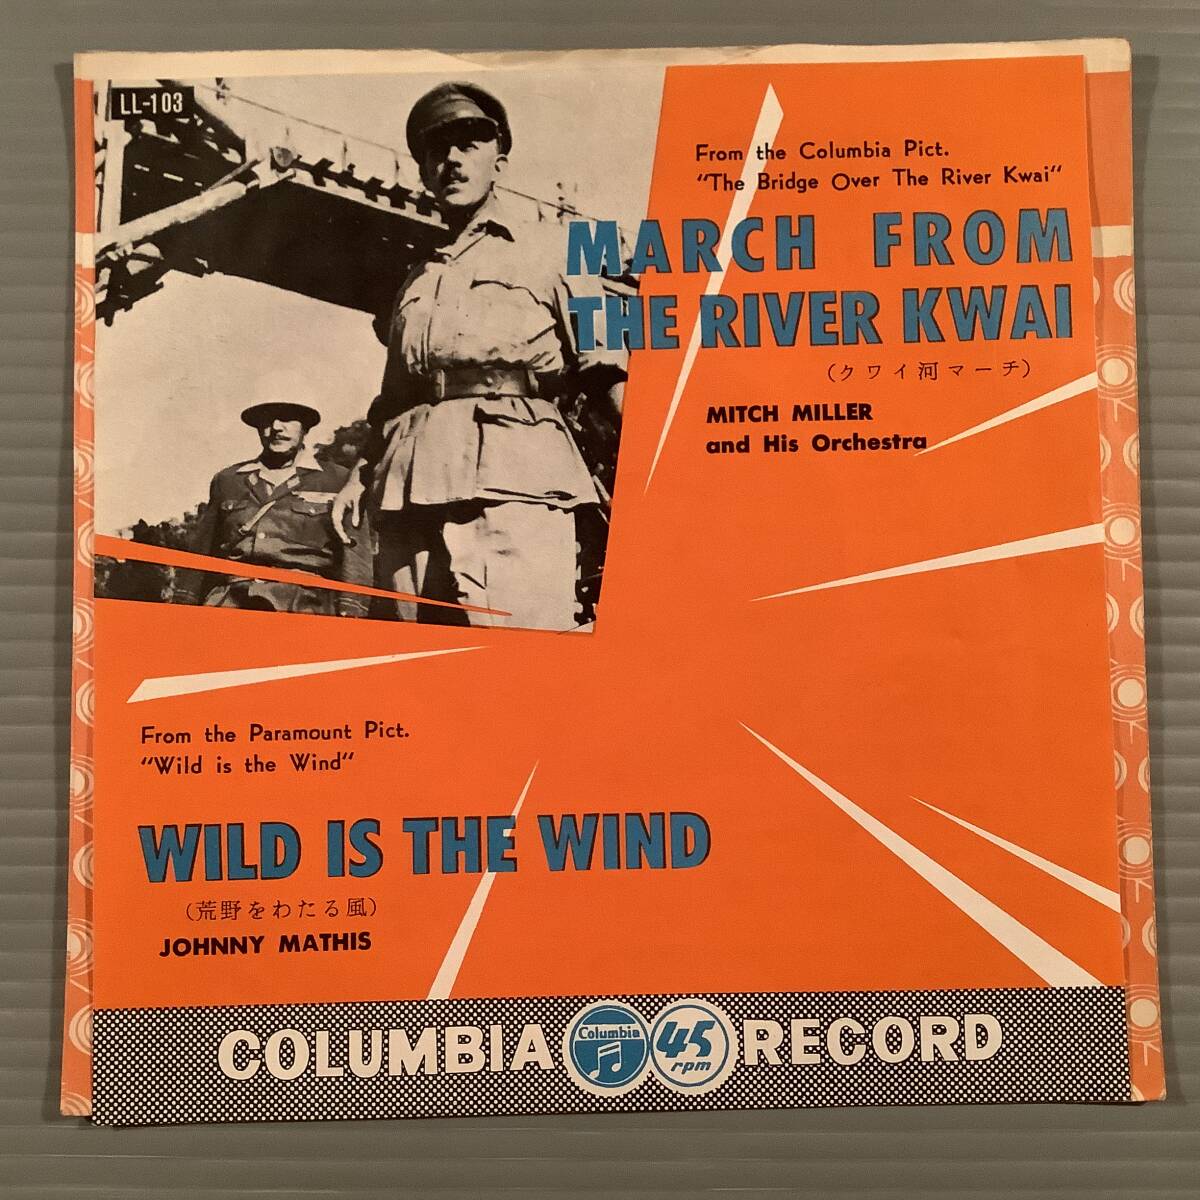 LL-103
From the Columbia Pict.
"The Bridge Over The River Kwai"
MARCH FROM
THE RIVER KWAI
(クワイ河マーチ)
MITCH MILLER
and His Orchestra
From the Paramount Pict.
"Wild is the Wind"
WILD IS THE WIND
(荒野をわたる風)
JOHNNY MATHIS
COLUMBIA Columbia 45 rpm RECORD